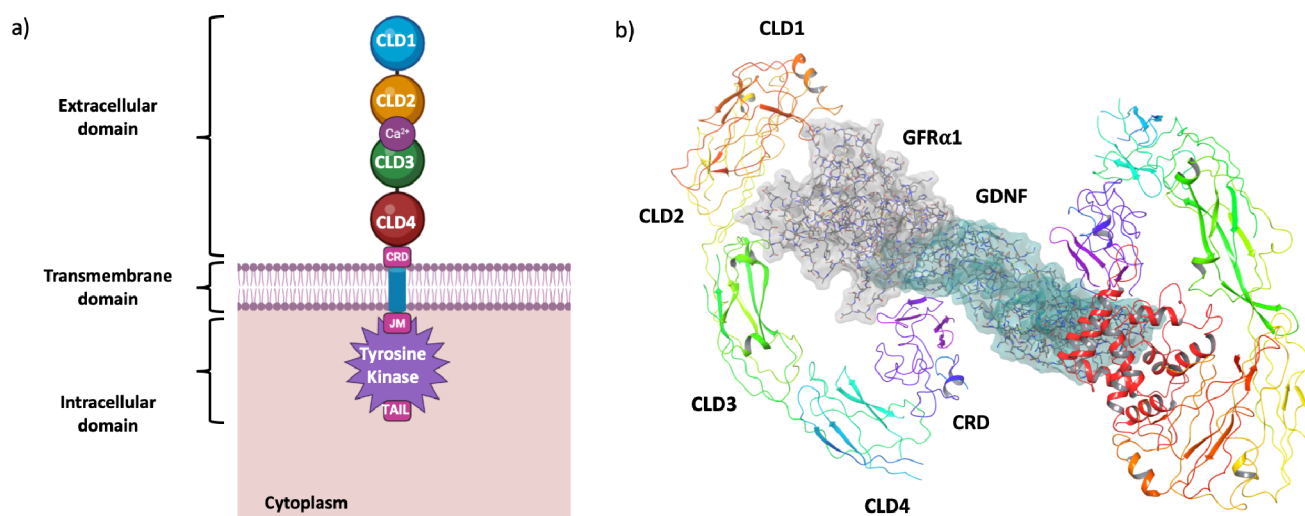 a)
Extracellular
domain
Transmembrane
domain
Intracellular
domain
CLD1
CLD2
Ca²⁺
CLD3
CLD4
CRD
JM
Tyrosine
Kinase
TAIL
Cytoplasm
b)
CLD1
GFRα1
GDNF
CLD2
CLD3
CRD
CLD4